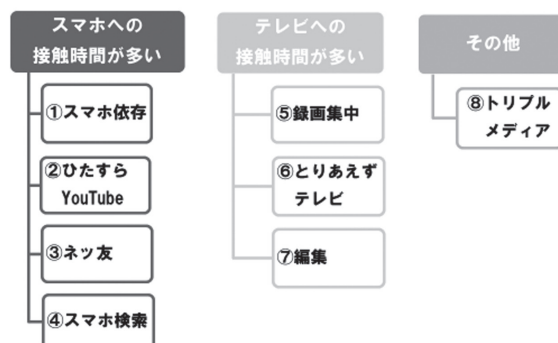 スマホへの
接触時間が多い
①スマホ依存
②ひたすら
YouTube
③ネッ友
④スマホ検索
テレビへの
接触時間が多い
⑤録画集中
⑥とりあえず
テレビ
⑦編集
その他
⑧トリプル
メディア